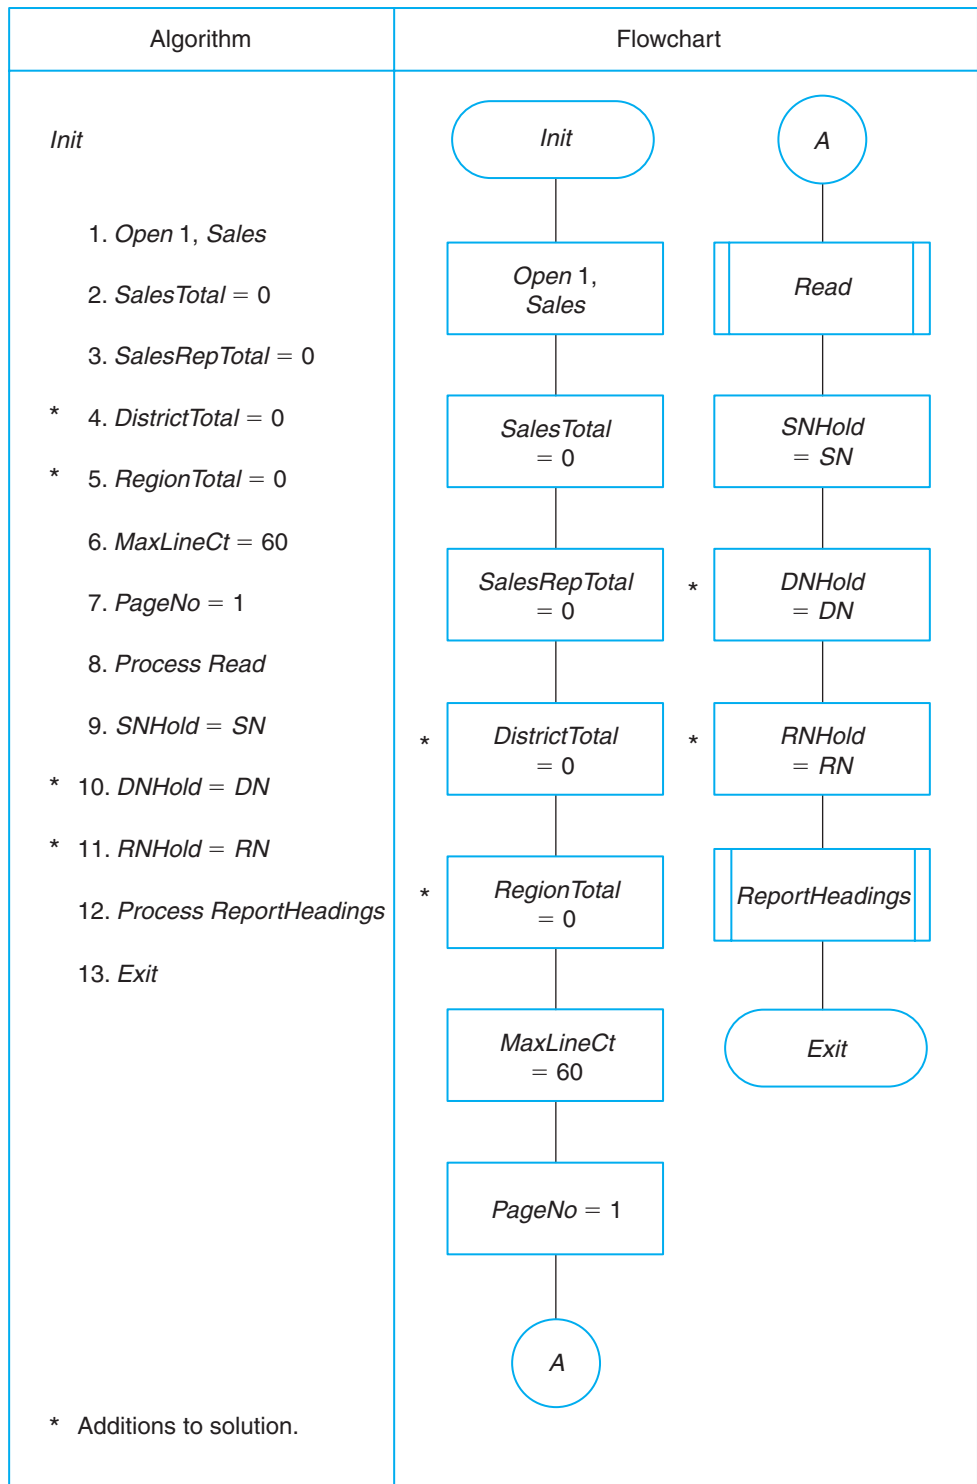 Algorithm
Init
1. Open 1, Sales
2. SalesTotal = 0
3. SalesRepTotal = 0
* 4. DistrictTotal = 0
* 5. RegionTotal = 0
6. MaxLineCt = 60
7. PageNo = 1
8. Process Read
9. SNHold = SN
* 10. DNHold = DN
* 11. RNHold = RN
12. Process ReportHeadings
13. Exit
* Additions to solution.
Flowchart
Init
Open 1,
Sales
SalesTotal
= 0
SalesRepTotal
= 0
* DistrictTotal
= 0
* RegionTotal
= 0
MaxLineCt
= 60
PageNo = 1
A
A
Read
SNHold
= SN
* DNHold
= DN
* RNHold
= RN
ReportHeadings
Exit